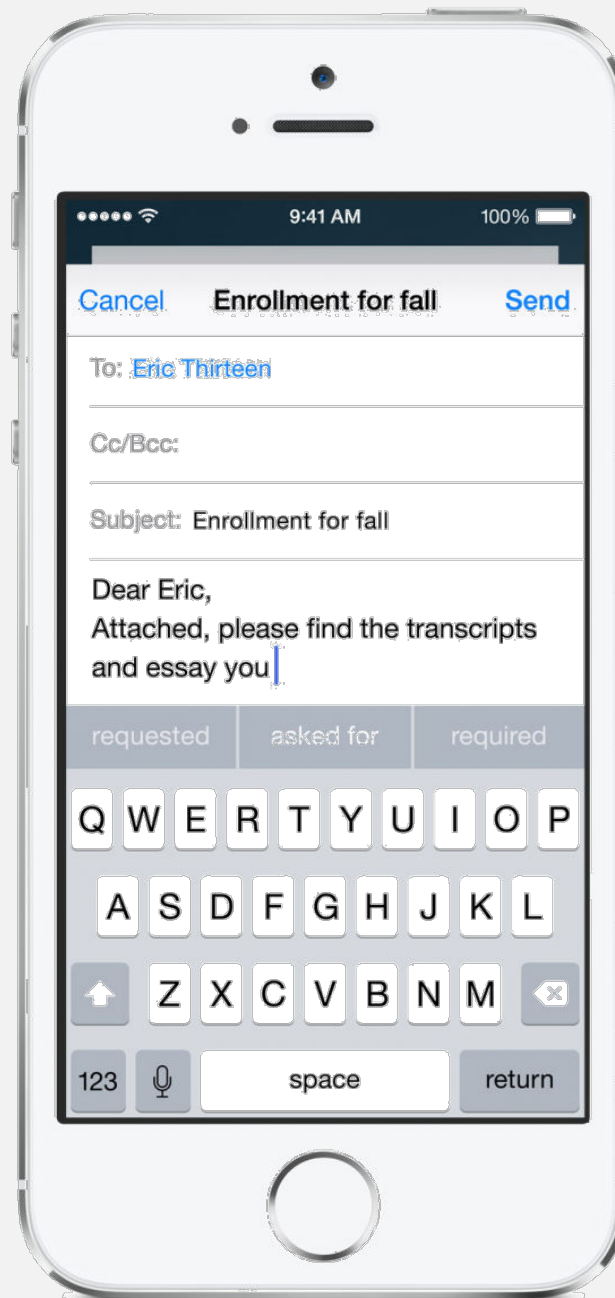 9:41 AM 100%
Cancel Enrollment for fall Send
To: Eric Thirteen
Cc/Bcc:
Subject: Enrollment for fall
Dear Eric,
Attached, please find the transcripts
and essay you
requested asked for required
Q W E R T Y U I O P
A S D F G H J K L
Z X C V B N M
123 space return